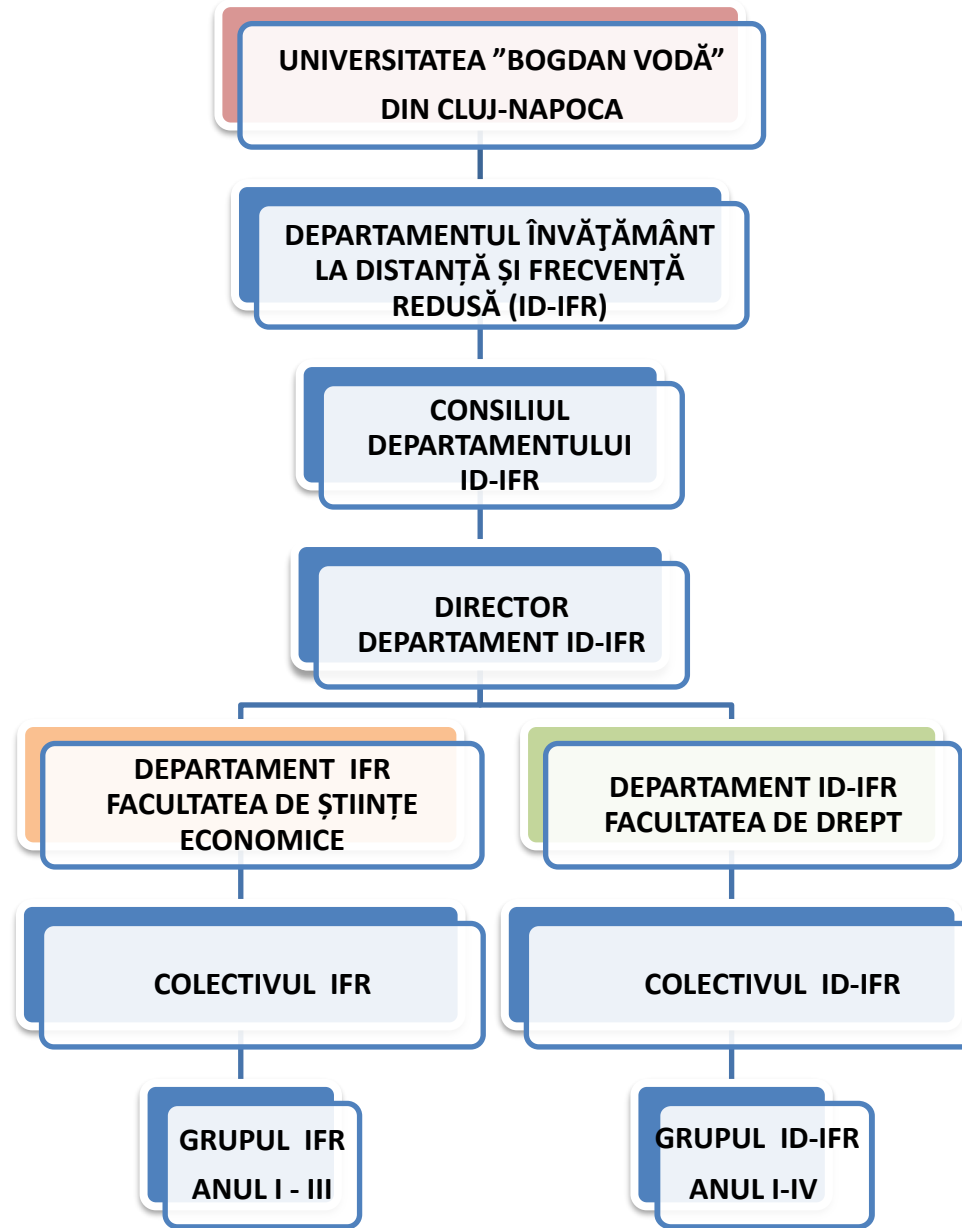 UNIVERSITATEA ”BOGDAN VODĂ”
DIN CLUJ-NAPOCA
DEPARTAMENTUL ÎNVĂŢĂMÂNT
LA DISTANȚĂ ȘI FRECVENȚĂ
REDUSĂ (ID-IFR)
CONSILIUL
DEPARTAMENTULUI
ID-IFR
DIRECTOR
DEPARTAMENT ID-IFR
DEPARTAMENT IFR
FACULTATEA DE ȘTIINȚE
ECONOMICE
DEPARTAMENT ID-IFR
FACULTATEA DE DREPT
COLECTIVUL IFR
COLECTIVUL ID-IFR
GRUPUL IFR
ANUL I - III
GRUPUL ID-IFR
ANUL I-IV